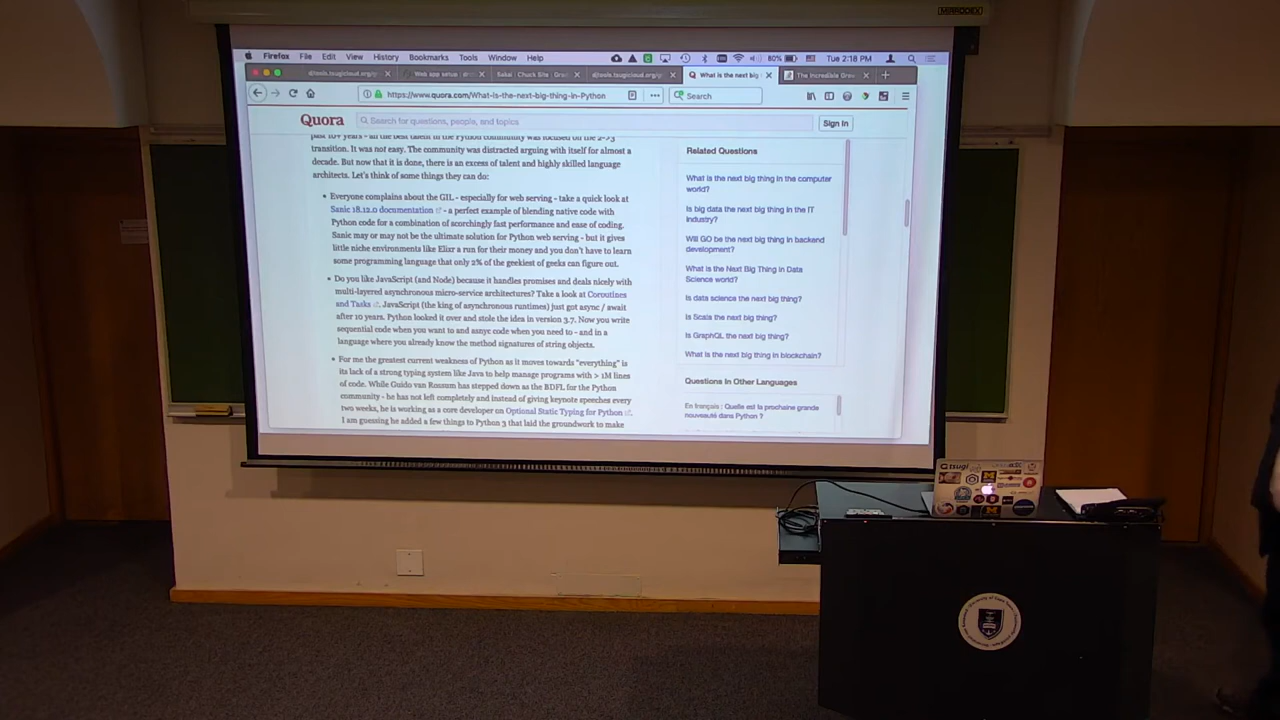 Firefox File Edit View History Bookmarks Tools Window Help 80% Tue 2:18 PM
What is the next big
The Incredible Grow
https://www.quora.com/What-is-the-next-big-thing-in-Python
Search
Quora
Search for questions, people, and topics
Sign In
transition. It was not easy. The community was distracted arguing with itself for almost a
decade. But now that it is done, there is an excess of talent and highly skilled language
architects. Let's think of some things they can do:
• Everyone complains about the GIL - especially for web serving - take a quick look at
Sanic 18.12.0 documentation - a perfect example of blending native code with
Python code for a combination of scorchingly fast performance and ease of coding.
Sanic may or may not be the ultimate solution for Python web serving - but it gives
little niche environments like Elixr a run for their money and you don't have to learn
some programming language that only 2% of the geekiest of geeks can figure out.
• Do you like JavaScript (and Node) because it handles promises and deals nicely with
multi-layered asynchronous micro-service architectures? Take a look at Coroutines
and Tasks. JavaScript (the king of asynchronous runtimes) just got async / await
after 10 years. Python looked it over and stole the idea in version 3.7. Now you write
sequential code when you want to and asnyc code when you need to - and in a
language where you already know the method signatures of string objects.
• For me the greatest current weakness of Python as it moves towards "everything" is
its lack of a strong typing system like Java to help manage programs with > 1M lines
of code. While Guido van Rossum has stepped down as the BDFL for the Python
community - he has not left completely and instead of giving keynote speeches every
two weeks, he is working as a core developer on Optional Static Typing for Python.
I am guessing he added a few things to Python 3 that laid the groundwork to make
Related Questions
What is the next big thing in the computer
world?
Is big data the next big thing in the IT
industry?
Will GO be the next big thing in backend
development?
What is the Next Big Thing in Data
Science world?
Is data science the next big thing?
Is Scala the next big thing?
Is GraphQL the next big thing?
What is the next big thing in blockchain?
Questions In Other Languages
En français : Quelle est la prochaine grande
nouveauté dans Python ?
tsugi